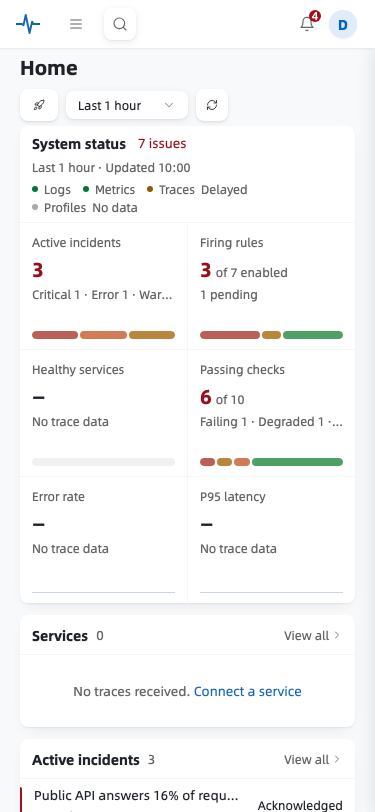 4
D
Home
Last 1 hour
System status 7 issues
Last 1 hour · Updated 10:00
Logs Metrics Traces Delayed
Profiles No data
Active incidents
3
Critical 1 · Error 1 · War...
Firing rules
3 of 7 enabled
1 pending
Healthy services
–
No trace data
Passing checks
6 of 10
Failing 1 · Degraded 1 ·...
Error rate
–
No trace data
P95 latency
–
No trace data
Services 0 View all
No traces received. Connect a service
Active incidents 3 View all
Public API answers 16% of requ...
Acknowledged